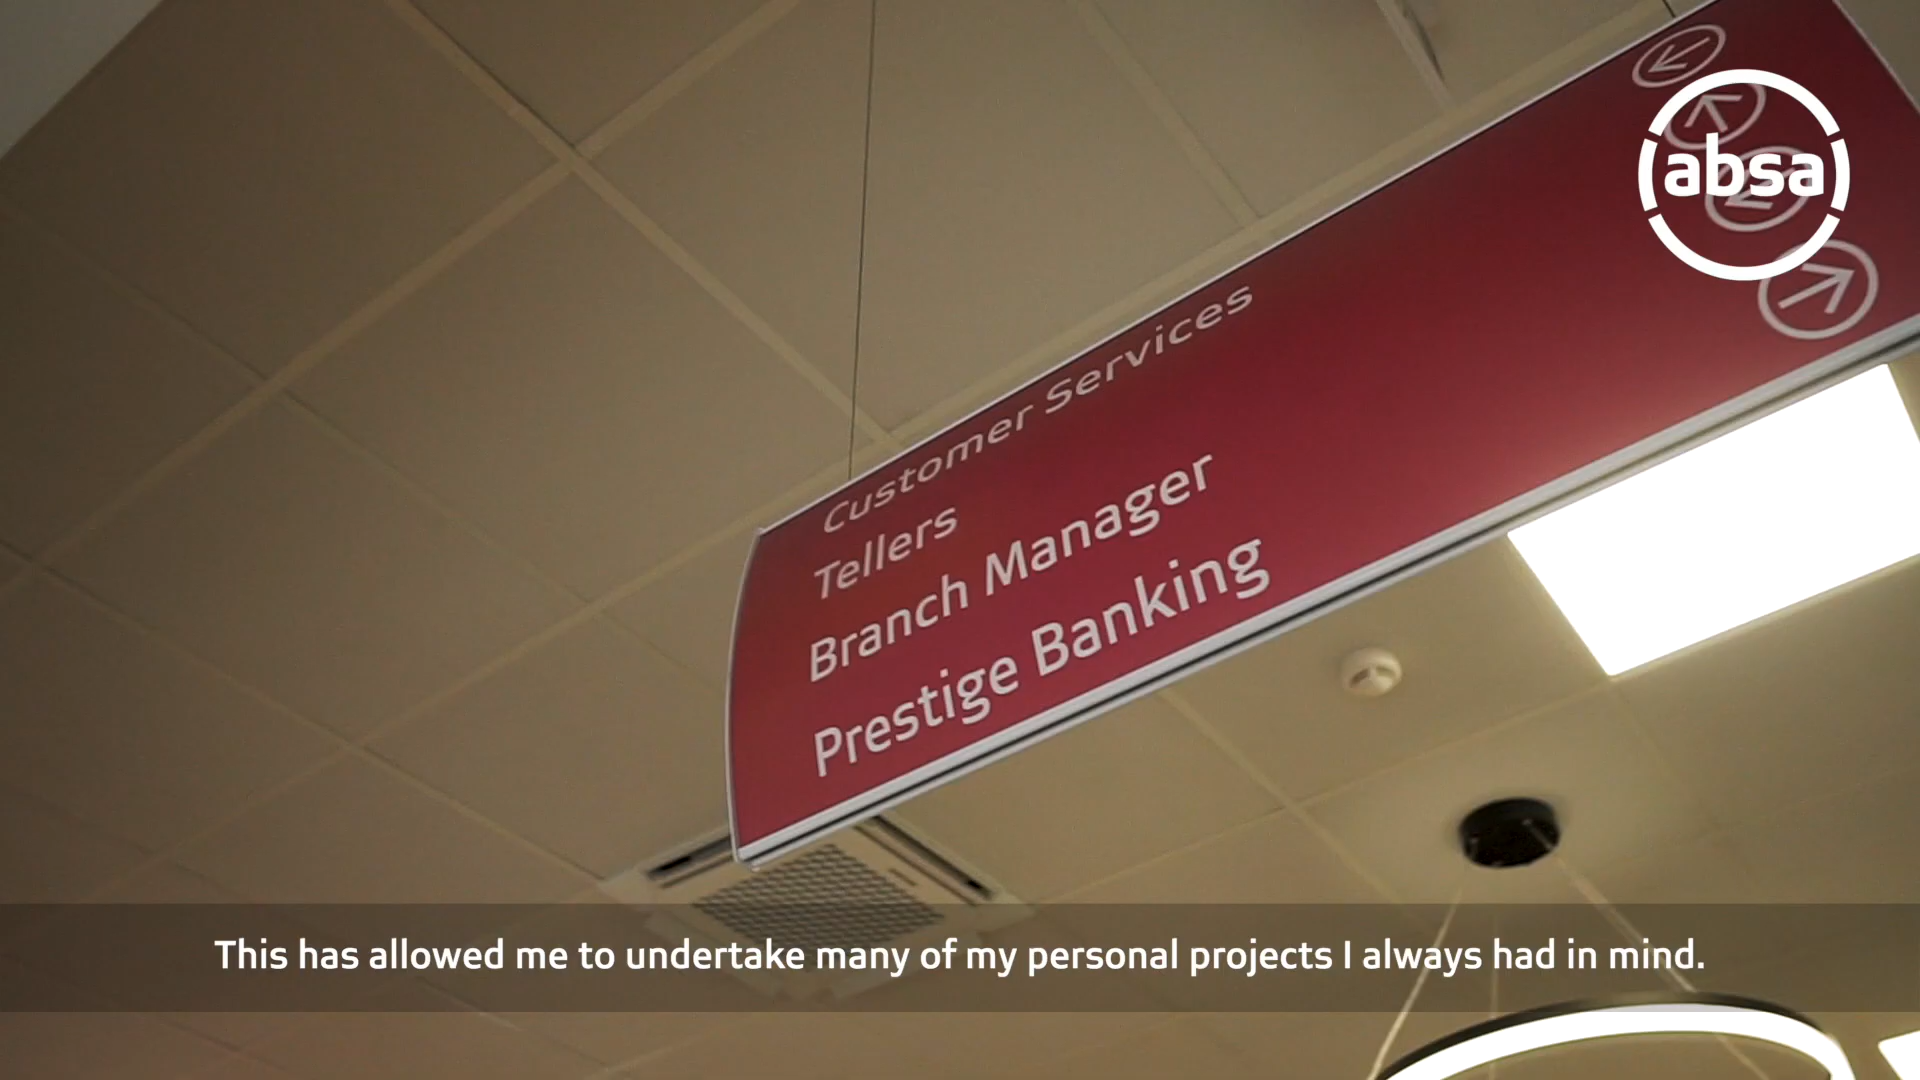 absa
Customer Services
Tellers
Branch Manager
Prestige Banking
This has allowed me to undertake many of my personal projects I always had in mind.